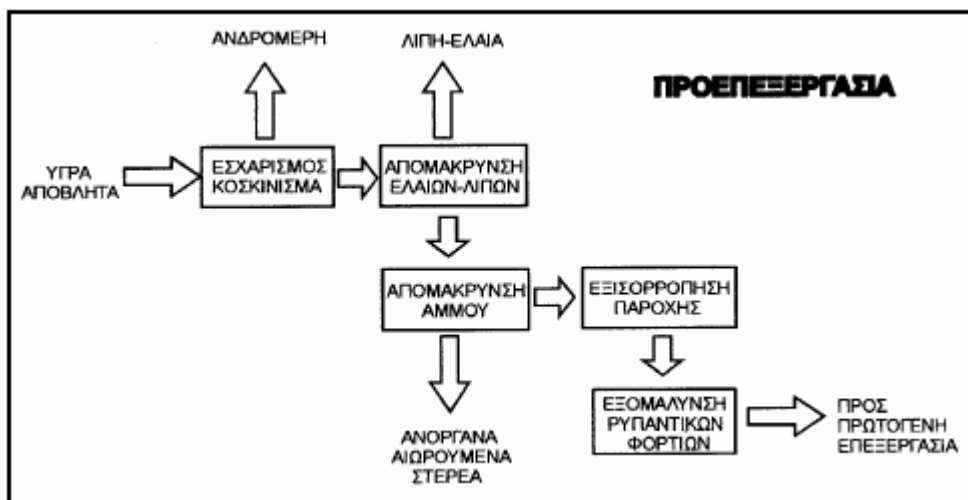 ΑΝΔΡΟΜΕΡΗ
ΛΙΠΗ-ΕΛΑΙΑ
ΠΡΟΕΠΕΞΕΡΓΑΣΙΑ
ΥΓΡΑ
ΑΠΟΒΛΗΤΑ
ΕΣΧΑΡΙΣΜΟΣ
ΚΟΣΚΙΝΙΣΜΑ
ΑΠΟΜΑΚΡΥΝΣΗ
ΕΛΑΙΩΝ-ΛΙΠΩΝ
ΑΠΟΜΑΚΡΥΝΣΗ
ΑΜΜΟΥ
ΕΞΙΣΟΡΡΟΠΗΣΗ
ΠΑΡΟΧΗΣ
ΑΝΟΡΓΑΝΑ
ΑΙΩΡΟΥΜΕΝΑ
ΣΤΕΡΕΑ
ΕΞΟΜΑΛΥΝΣΗ
ΡΥΠΑΝΤΙΚΩΝ
ΦΟΡΤΙΩΝ
ΠΡΟΣ
ΠΡΩΤΟΓΕΝΗ
ΕΠΕΞΕΡΓΑΣΙΑ